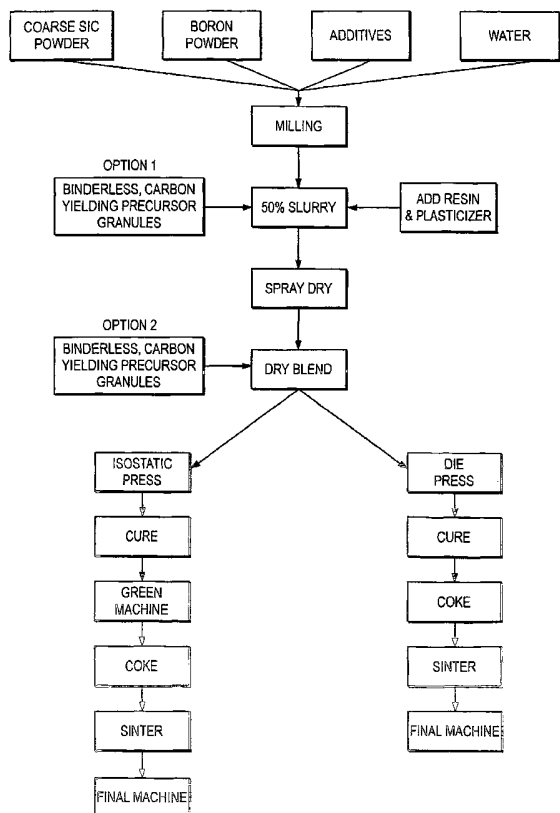 COARSE SIC
POWDER
BORON
POWDER
ADDITIVES
WATER
MILLING
OPTION 1
BINDERLESS, CARBON
YIELDING PRECURSOR
GRANULES
50% SLURRY
ADD RESIN
& PLASTICIZER
SPRAY DRY
OPTION 2
BINDERLESS, CARBON
YIELDING PRECURSOR
GRANULES
DRY BLEND
ISOSTATIC
PRESS
CURE
GREEN
MACHINE
COKE
SINTER
FINAL MACHINE
DIE
PRESS
CURE
COKE
SINTER
FINAL MACHINE